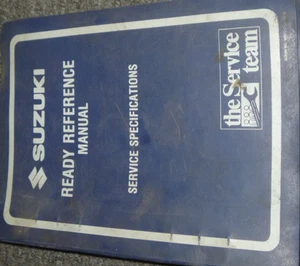 SUZUKI
READY REFERENCE
MANUAL
SERVICE SPECIFICATIONS
the Service
team